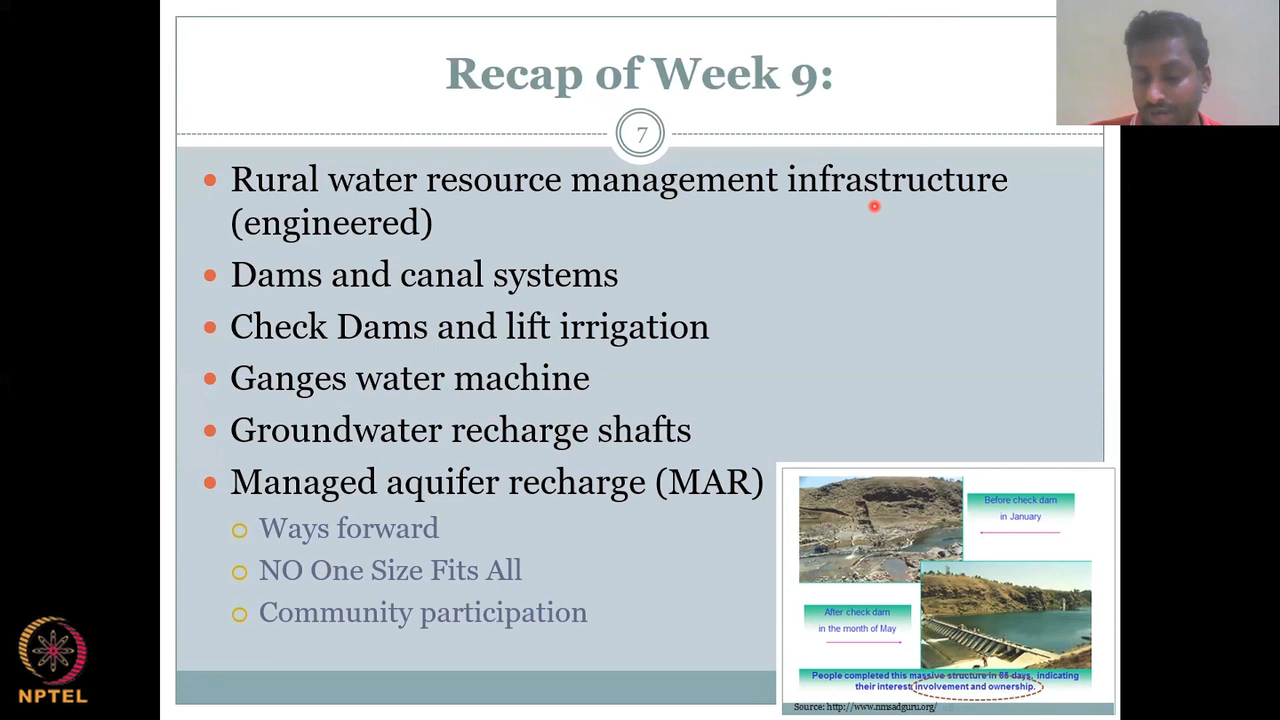 Recap of Week 9:
7
Rural water resource management infrastructure
(engineered)
Dams and canal systems
Check Dams and lift irrigation
Ganges water machine
Groundwater recharge shafts
Managed aquifer recharge (MAR)
Ways forward
NO One Size Fits All
Community participation
Before check dam
in January
After check dam
in the month of May
People completed this massive structure in 65 days, indicating
their interest, involvement and ownership.
Source: http://www.nmsadguru.org/
NPTEL